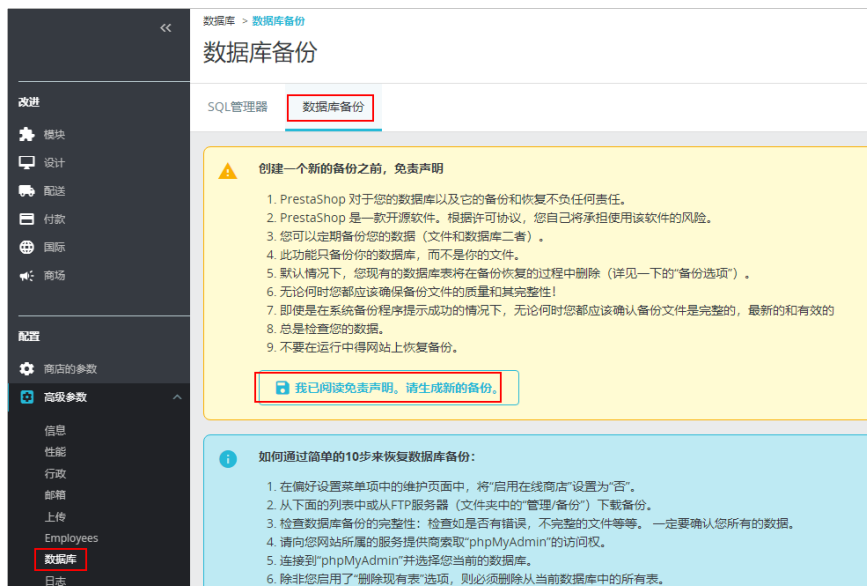 数据库 > 数据库备份
数据库备份
改进
模块
设计
配送
付款
国际
商场
配置
商店的参数
高级参数
信息
性能
行政
邮箱
上传
Employees
数据库
日志
SQL管理器
数据库备份
创建一个新的备份之前，免责声明
1. PrestaShop 对于您的数据库以及它的备份和恢复不负任何责任。
2. PrestaShop 是一款开源软件。根据许可协议，您自己将承担使用该软件的风险。
3. 您可以定期备份您的数据（文件和数据库二者）。
4. 此功能只备份你的数据库，而不是你的文件。
5. 默认情况下，您现有的数据库表将在备份恢复的过程中删除（详见一下的“备份选项”）。
6. 无论何时您都应该确保备份文件的质量和其完整性！
7. 即使是在系统备份程序提示成功的情况下，无论何时您都应该确认备份文件是完整的，最新的和有效的
8. 总是检查您的数据。
9. 不要在运行中得网站上恢复备份。
我已阅读免责声明。请生成新的备份。
如何通过简单的10步来恢复数据库备份：
1. 在偏好设置菜单项中的维护页面中，将“启用在线商店”设置为“否”。
2. 从下面的列表中或从FTP服务器（文件夹中的“管理/备份”）下载备份。
3. 检查数据库备份的完整性：检查如是否有错误，不完整的文件等等。 一定要确认您所有的数据。
4. 请向您网站所属的服务提供商索取“phpMyAdmin”的访问权。
5. 连接到“phpMyAdmin”并选择您当前的数据库。
6. 除非您启用了“删除现有表”选项，则必须删除从当前数据库中的所有表。